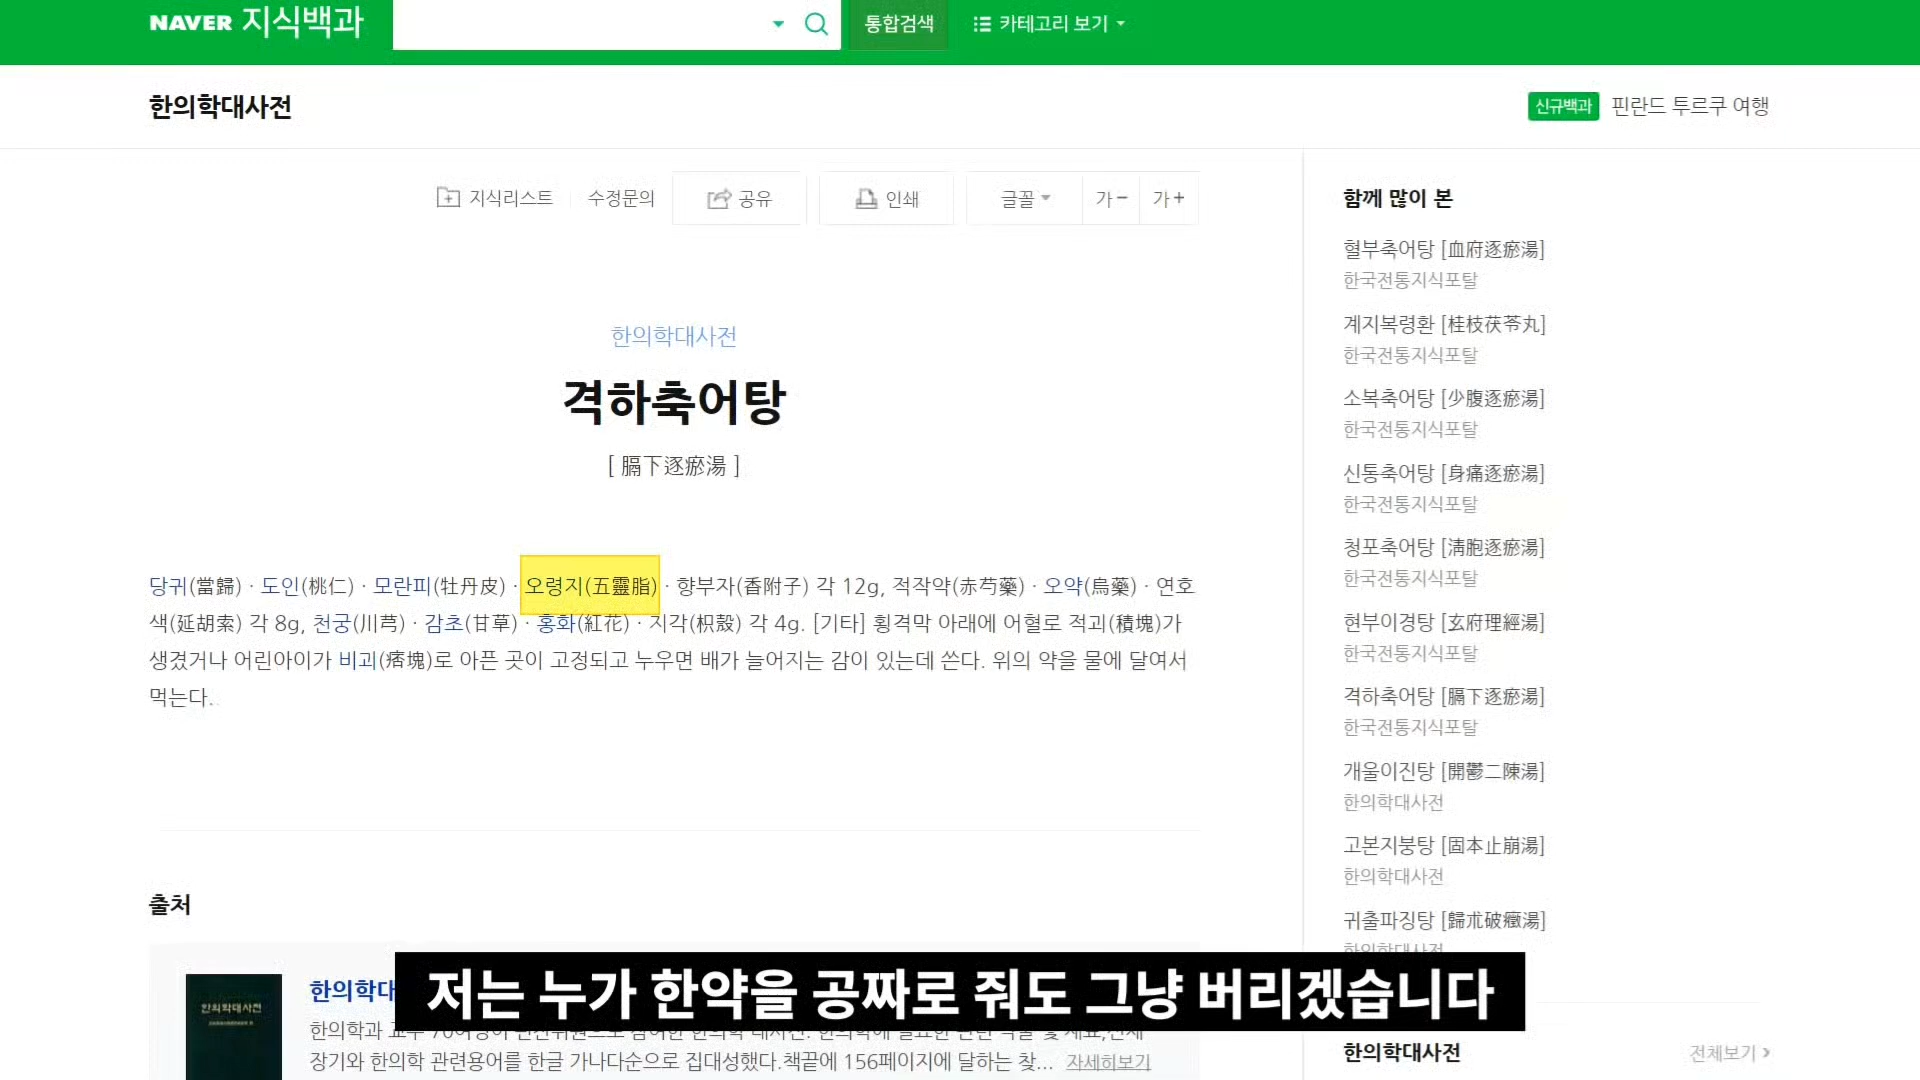 NAVER 지식백과
통합검색
카테고리 보기
한의학대사전
신규백과 핀란드 투르쿠 여행
지식리스트 수정문의 공유 인쇄 글꼴 가- 가+
한의학대사전
격하축어탕
[ 膈下逐瘀湯 ]
당귀(當歸) · 도인(桃仁) · 모란피(牡丹皮) · 오령지(五靈脂) · 향부자(香附子) 각 12g, 적작약(赤芍藥) · 오약(烏藥) · 연호
색(延胡索) 각 8g, 천궁(川芎) · 감초(甘草) · 홍화(紅花) · 지각(枳殼) 각 4g. [기타] 횡격막 아래에 어혈로 적괴(積塊)가
생겼거나 어린아이가 비괴(痞塊)로 아픈 곳이 고정되고 누우면 배가 늘어지는 감이 있는데 쓴다. 위의 약을 물에 달여서
먹는다.
출처
한의학대사전
한의학대
한의학과 교수
장기와 한의학 관련용어를 한글 가나다순으로 집대성했다.책끝에 156페이지에 달하는 찾... 자세히보기
함께 많이 본
혈부축어탕 [血府逐瘀湯]
한국전통지식포탈
계지복령환 [桂枝茯苓丸]
한국전통지식포탈
소복축어탕 [少腹逐瘀湯]
한국전통지식포탈
신통축어탕 [身痛逐瘀湯]
한국전통지식포탈
청포축어탕 [淸胞逐瘀湯]
한국전통지식포탈
현부이경탕 [玄府理經湯]
한국전통지식포탈
격하축어탕 [膈下逐瘀湯]
한국전통지식포탈
개울이진탕 [開鬱二陳湯]
한의학대사전
고본지붕탕 [固本止崩湯]
한의학대사전
귀출파징탕 [歸朮破癥湯]
한의학대사전
한의학대사전 전체보기
저는 누가 한약을 공짜로 줘도 그냥 버리겠습니다